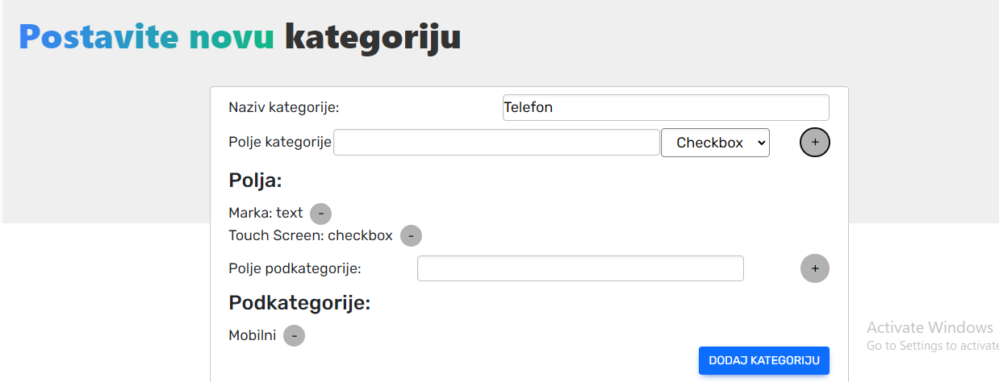 Postavite novu kategoriju
Naziv kategorije: Telefon
Polje kategorije Checkbox +
Polja:
Marka: text -
Touch Screen: checkbox -
Polje podkategorije: +
Podkategorije:
Mobilni -
DODAJ KATEGORIJU
Activate Windows
Go to Settings to activate